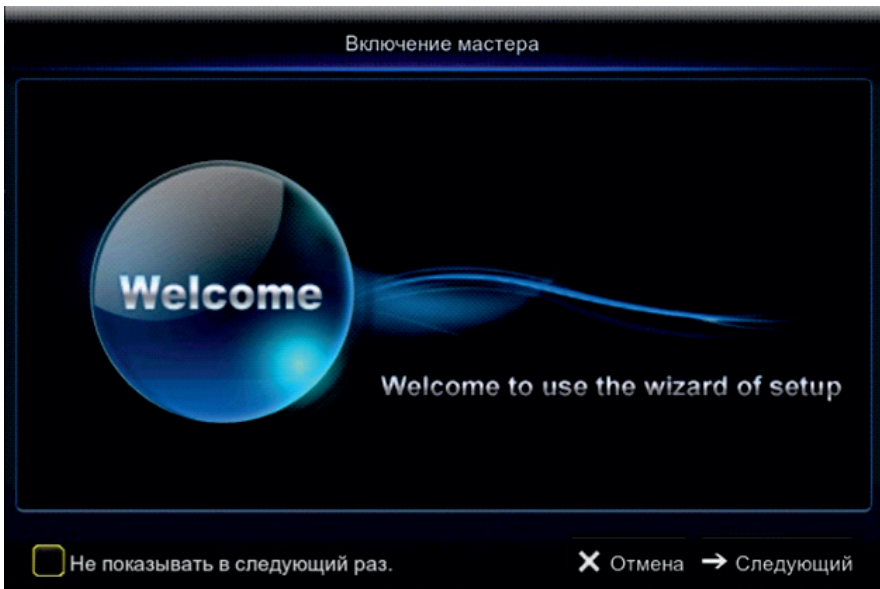 Включение мастера
Welcome
Welcome to use the wizard of setup
Не показывать в следующий раз.
Отмена
Следующий